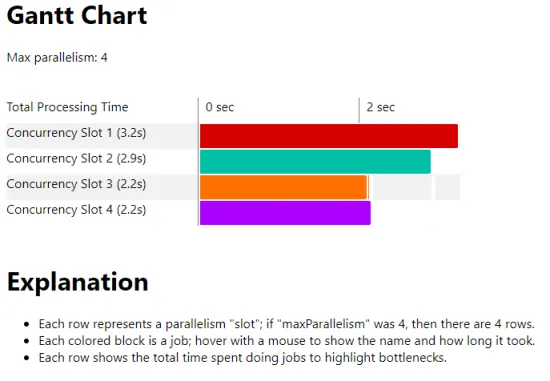 Gantt Chart
Max parallelism: 4
Total Processing Time 0 sec 2 sec
Concurrency Slot 1 (3.2s)
Concurrency Slot 2 (2.9s)
Concurrency Slot 3 (2.2s)
Concurrency Slot 4 (2.2s)
Explanation
• Each row represents a parallelism "slot"; if "maxParallelism" was 4, then there are 4 rows.
• Each colored block is a job; hover with a mouse to show the name and how long it took.
• Each row shows the total time spent doing jobs to highlight bottlenecks.